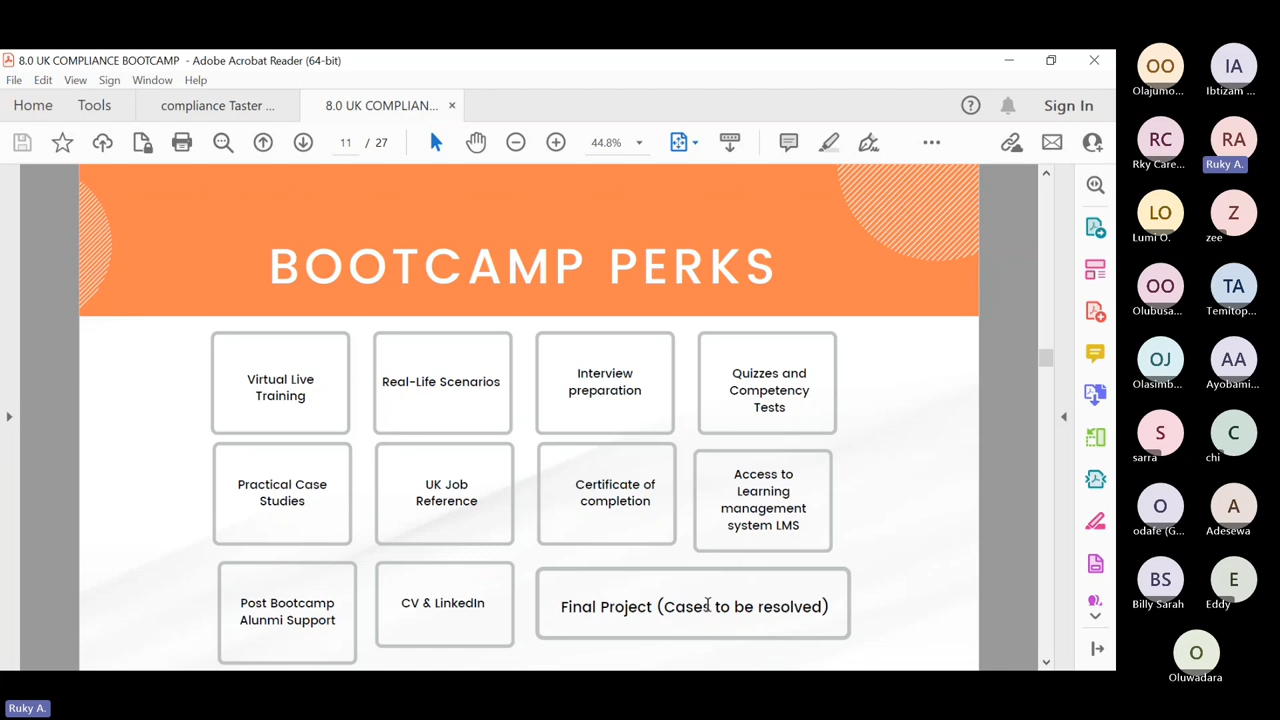 8.0 UK COMPLIANCE BOOTCAMP - Adobe Acrobat Reader (64-bit)
File Edit View Sign Window Help
Home Tools compliance Taster ... 8.0 UK COMPLIAN... × Sign In
11 / 27 44.8%
BOOTCAMP PERKS
Virtual Live
Training
Real-Life Scenarios
Interview
preparation
Quizzes and
Competency
Tests
Practical Case
Studies
UK Job
Reference
Certificate of
completion
Access to
Learning
management
system LMS
Post Bootcamp
Alunmi Support
CV & LinkedIn
Final Project (Cases to be resolved)
OO IA
Olajumo... Ibtizam ...
RC RA
Rky Care... Ruky A.
LO Z
Lumi O. zee
OO TA
Olubusa... Temitop...
OJ AA
Olasimb... Ayobami...
S C
sarra chi
O A
odafe (G... Adesewa
BS E
Billy Sarah Eddy
O
Oluwadara
Ruky A.